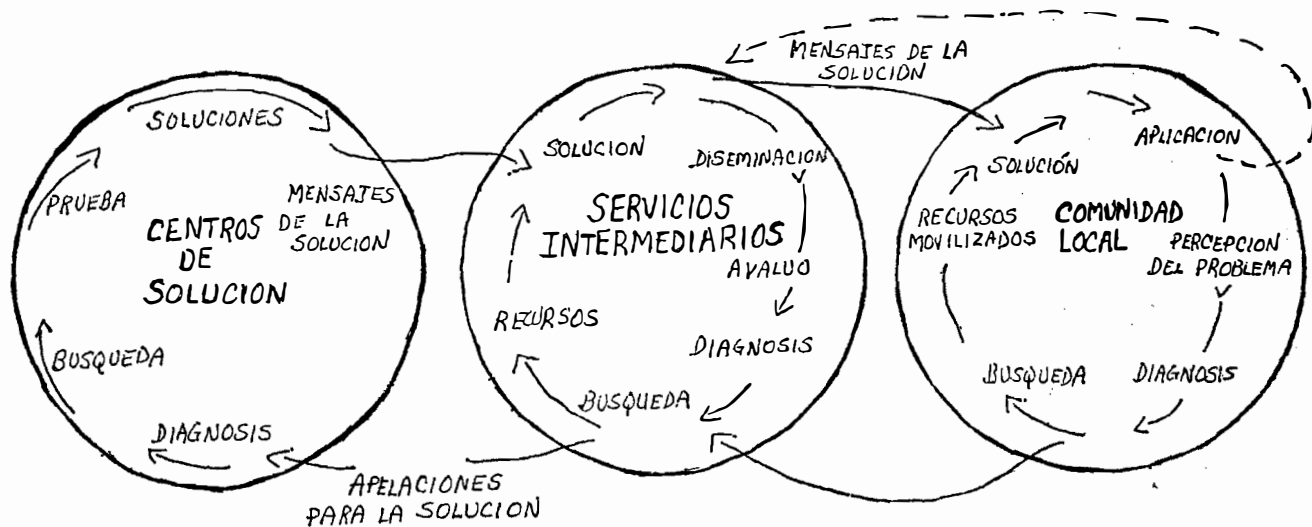 SOLUCIONES
PRUEBA
CENTROS
DE
SOLUCION
MENSAJES
DE LA
SOLUCION
BUSQUEDA
DIAGNOSIS
APELACIONES
PARA LA SOLUCION
SOLUCION
DISEMINACION
SERVICIOS
INTERMEDIARIOS
AVALUO
RECURSOS
DIAGNOSIS
BUSQUEDA
MENSAJES DE LA
SOLUCION
APLICACION
SOLUCIÓN
RECURSOS
MOVILIZADOS
COMUNIDAD
LOCAL
PERCEPCION
DEL PROBLEMA
BUSQUEDA
DIAGNOSIS